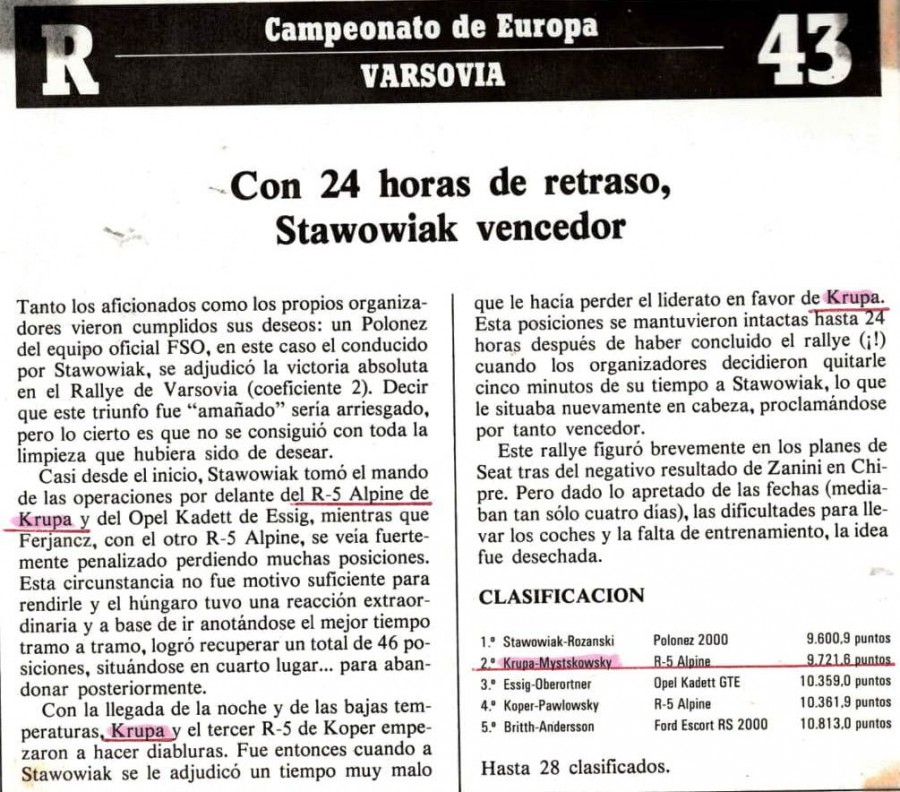 R
Campeonato de Europa
VARSOVIA
43
Con 24 horas de retraso,
Stawowiak vencedor
Tanto los aficionados como los propios organiza-
dores vieron cumplidos sus deseos: un Polonez
del equipo oficial FSO, en este caso el conducido
por Stawowiak, se adjudicó la victoria absoluta
en el Rallye de Varsovia (coeficiente 2). Decir
que este triunfo fue “amañado” sería arriesgado,
pero lo cierto es que no se consiguió con toda la
limpieza que hubiera sido de desear.
Casi desde el inicio, Stawowiak tomó el mando
de las operaciones por delante del R-5 Alpine de
Krupa y del Opel Kadett de Essig, mientras que
Ferjancz, con el otro R-5 Alpine, se veía fuerte-
mente penalizado perdiendo muchas posiciones.
Esta circunstancia no fue motivo suficiente para
rendirle y el húngaro tuvo una reacción extraor-
dinaria y a base de ir anotándose el mejor tiempo
tramo a tramo, logró recuperar un total de 46 po-
siciones, situándose en cuarto lugar... para aban-
donar posteriormente.
Con la llegada de la noche y de las bajas tem-
peraturas, Krupa y el tercer R-5 de Koper empe-
zaron a hacer diabluras. Fue entonces cuando a
Stawowiak se le adjudicó un tiempo muy malo
que le hacía perder el liderato en favor de Krupa.
Esta posiciones se mantuvieron intactas hasta 24
horas después de haber concluido el rallye (¡!)
cuando los organizadores decidieron quitarle
cinco minutos de su tiempo a Stawowiak, lo que
le situaba nuevamente en cabeza, proclamándose
por tanto vencedor.
Este rallye figuró brevemente en los planes de
Seat tras del negativo resultado de Zanini en Chi-
pre. Pero dado lo apretado de las fechas (media-
ban tan sólo cuatro días), las dificultades para lle-
var los coches y la falta de entrenamiento, la idea
fue desechada.
CLASIFICACION
1.º Stawowiak-Rozanski Polonez 2000 9.600,9 puntos
2.º Krupa-Mystskowsky R-5 Alpine 9.721,6 puntos
3.º Essig-Oberortner Opel Kadett GTE 10.359,0 puntos
4.º Koper-Pawlowsky R-5 Alpine 10.361,9 puntos
5.º Britth-Andersson Ford Escort RS 2000 10.813,0 puntos
Hasta 28 clasificados.